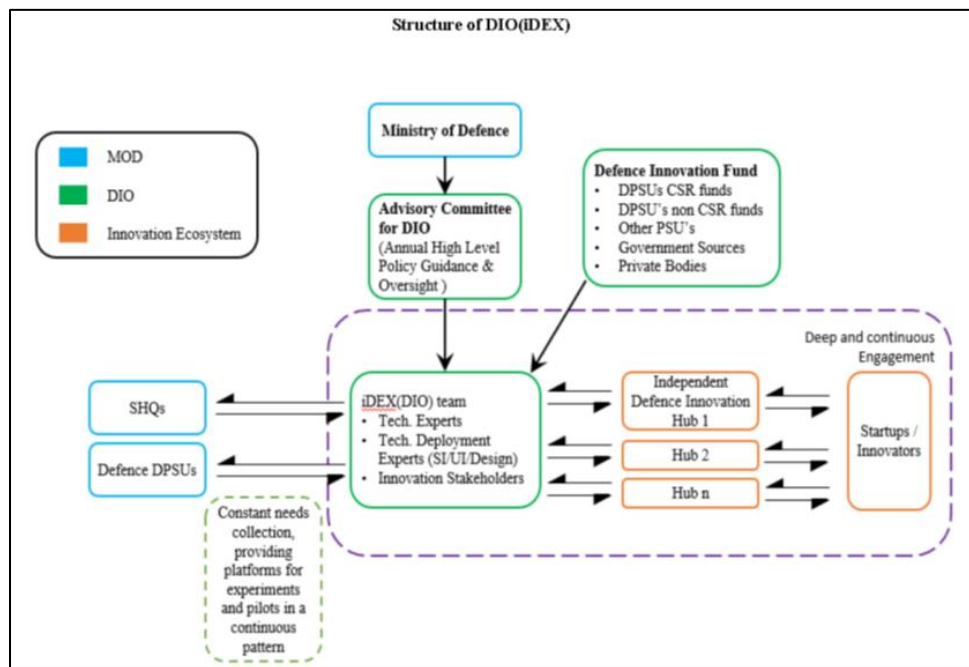 Structure of DIO(iDEX)
MOD
DIO
Innovation Ecosystem
Ministry of Defence
Advisory Committee
for DIO
(Annual High Level
Policy Guidance &
Oversight )
Defence Innovation Fund
• DPSUs CSR funds
• DPSU's non CSR funds
• Other PSU's
• Government Sources
• Private Bodies
Deep and continuous
Engagement
SHQs
Defence DPSUs
iDEX(DIO) team
• Tech. Experts
• Tech. Deployment
Experts (SI/UI/Design)
• Innovation Stakeholders
Independent
Defence Innovation
Hub 1
Hub 2
Hub n
Startups /
Innovators
Constant needs
collection,
providing
platforms for
experiments
and pilots in a
continuous
pattern